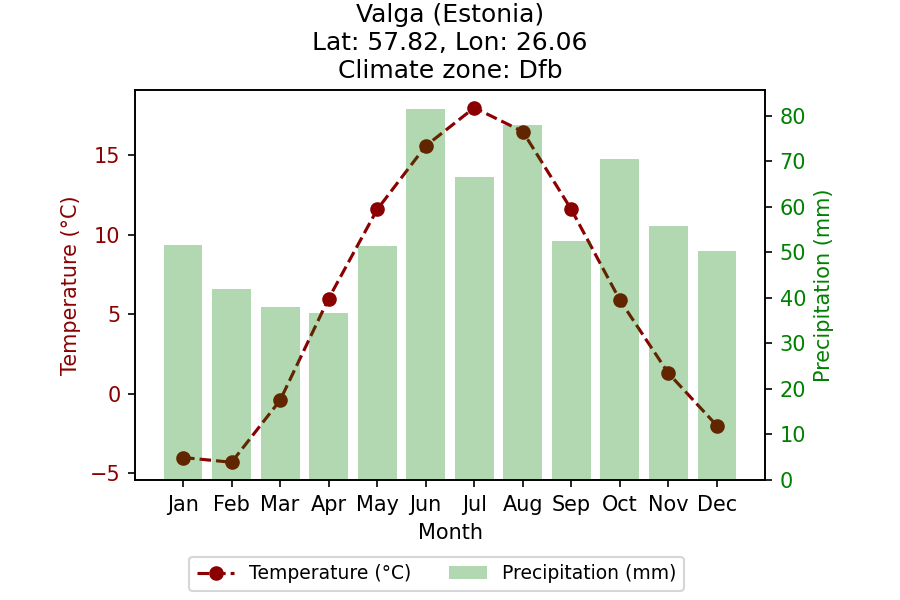 Valga (Estonia)
Lat: 57.82, Lon: 26.06
Climate zone: Dfb
Temperature (°C)
15
10
5
0
−5
80
70
60
50
40
30
20
10
0
Precipitation (mm)
Jan Feb Mar Apr May Jun Jul Aug Sep Oct Nov Dec
Month
Temperature (°C) Precipitation (mm)